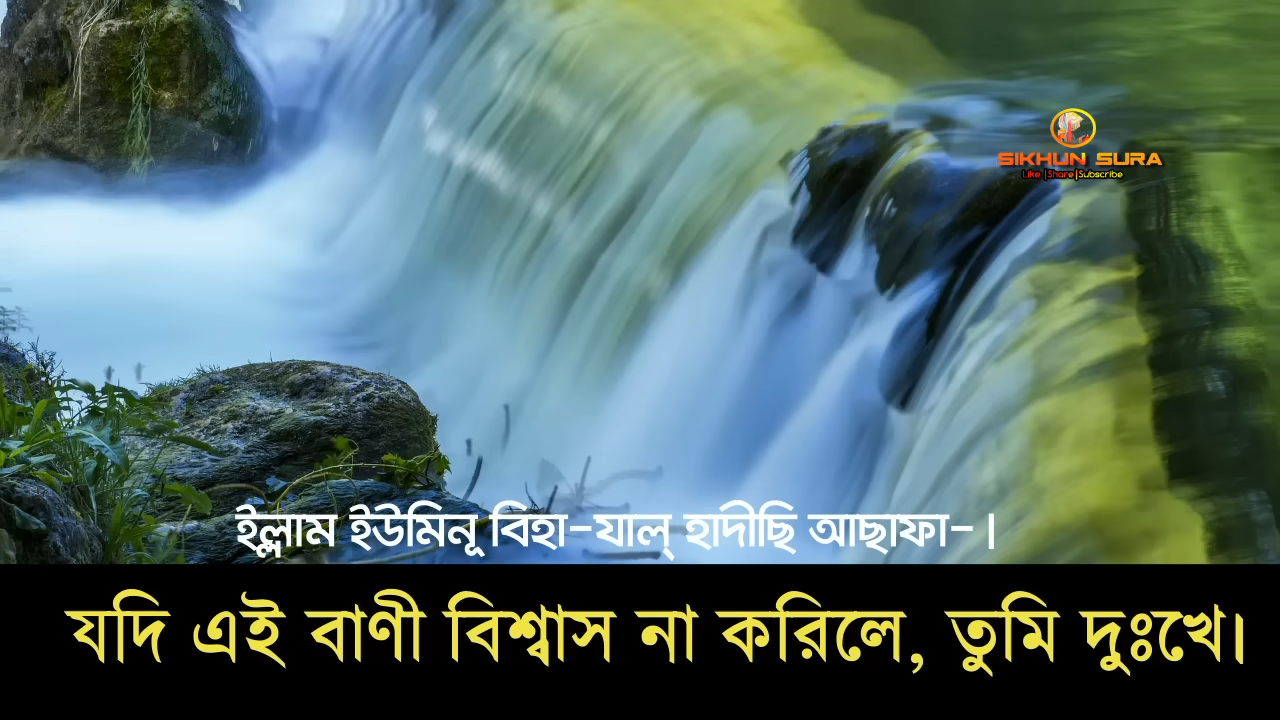 SIKHUN SURA
Like |Share|Subscribe
ইল্লাম ইউমিনূ বিহা-যাল্ হাদীছি আছাফা-।
যদি এই বাণী বিশ্বাস না করিলে, তুমি দুঃখে।